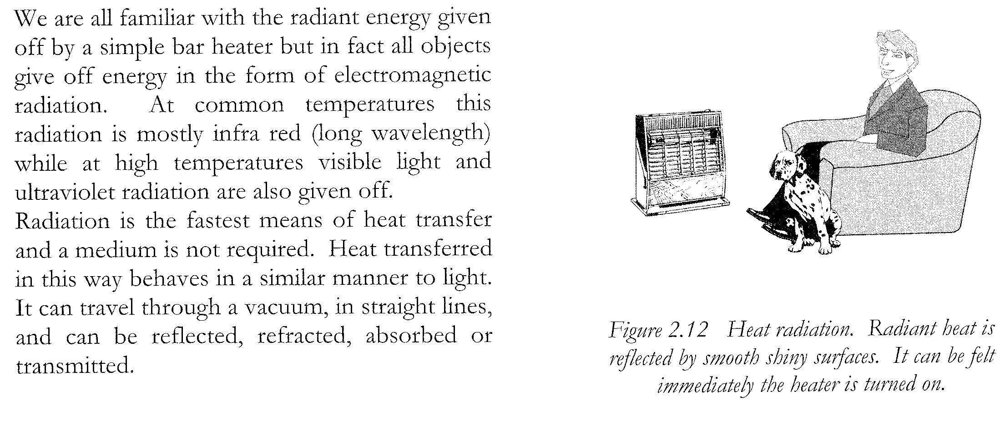 We are all familiar with the radiant energy given
off by a simple bar heater but in fact all objects
give off energy in the form of electromagnetic
radiation. At common temperatures this
radiation is mostly infra red (long wavelength)
while at high temperatures visible light and
ultraviolet radiation are also given off.
Radiation is the fastest means of heat transfer
and a medium is not required. Heat transferred
in this way behaves in a similar manner to light.
It can travel through a vacuum, in straight lines,
and can be reflected, refracted, absorbed or
transmitted.
Figure 2.12 Heat radiation. Radiant heat is
reflected by smooth shiny surfaces. It can be felt
immediately the heater is turned on.